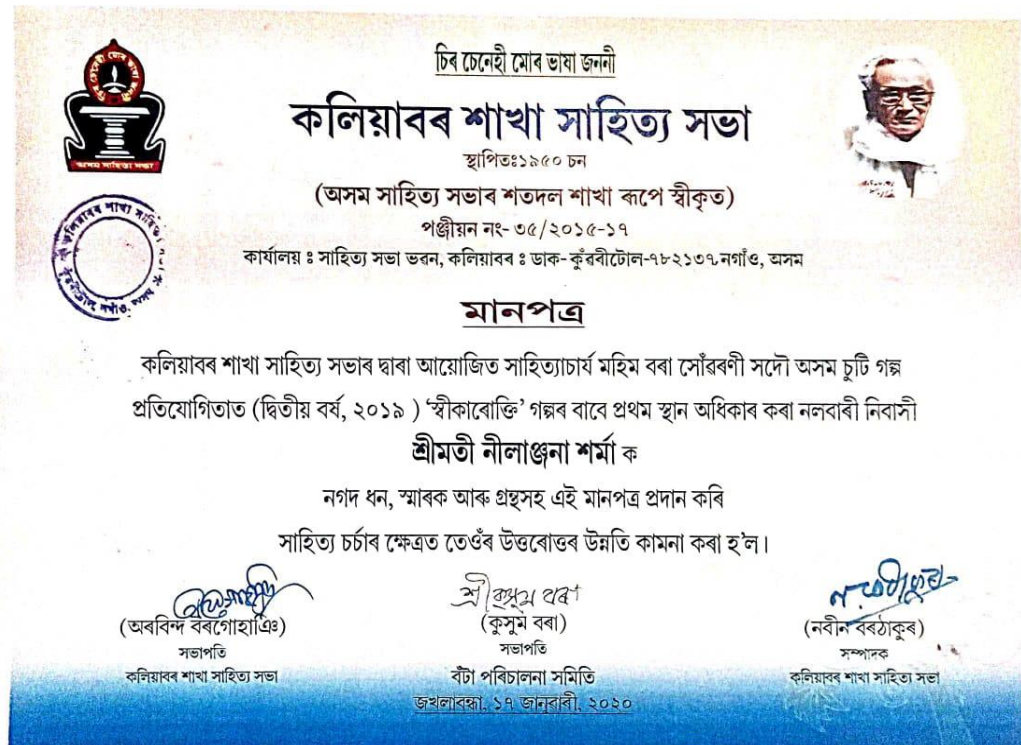 চিৰ চেনেহী মোৰ ভাষা জননী
কলিয়াবৰ শাখা সাহিত্য সভা
স্থাপিতঃ১৯৫০ চন
(অসম সাহিত্য সভাৰ শতদল শাখা ৰূপে স্বীকৃত)
পঞ্জীয়ন নং- ৩৫/২০১৫-১৭
কাৰ্যালয় ঃ সাহিত্য সভা ভৱন, কলিয়াবৰ ঃ ডাক- কুঁৱৰীটোল-৭৮২১৩৭ নগাঁও, অসম
অসম সাহিত্য সভা
মানপত্ৰ
কলিয়াবৰ শাখা সাহিত্য সভাৰ দ্বাৰা আয়োজিত সাহিত্যাচাৰ্য মহিম বৰা সোঁৱৰণী সদৌ অসম চুটি গল্প
প্ৰতিযোগিতাত (দ্বিতীয় বৰ্ষ, ২০১৯ ) ‘স্বীকাৰোক্তি’ গল্পৰ বাবে প্ৰথম স্থান অধিকাৰ কৰা নলবাৰী নিবাসী
শ্ৰীমতী নীলাঞ্জনা শৰ্মা ক
নগদ ধন, স্মাৰক আৰু গ্ৰন্থসহ এই মানপত্ৰ প্ৰদান কৰি
সাহিত্য চৰ্চাৰ ক্ষেত্ৰত তেওঁৰ উত্তৰোত্তৰ উন্নতি কামনা কৰা হ’ল।
শ্ৰী কুসুম বৰা
(অৰবিন্দ বৰগোহাঞি)
সভাপতি
কলিয়াবৰ শাখা সাহিত্য সভা
(কুসুম বৰা)
সভাপতি
বঁটা পৰিচালনা সমিতি
জখলাবন্ধা, ১৭ জানুৱাৰী, ২০২০
(নবীন বৰঠাকুৰ)
সম্পাদক
কলিয়াবৰ শাখা সাহিত্য সভা